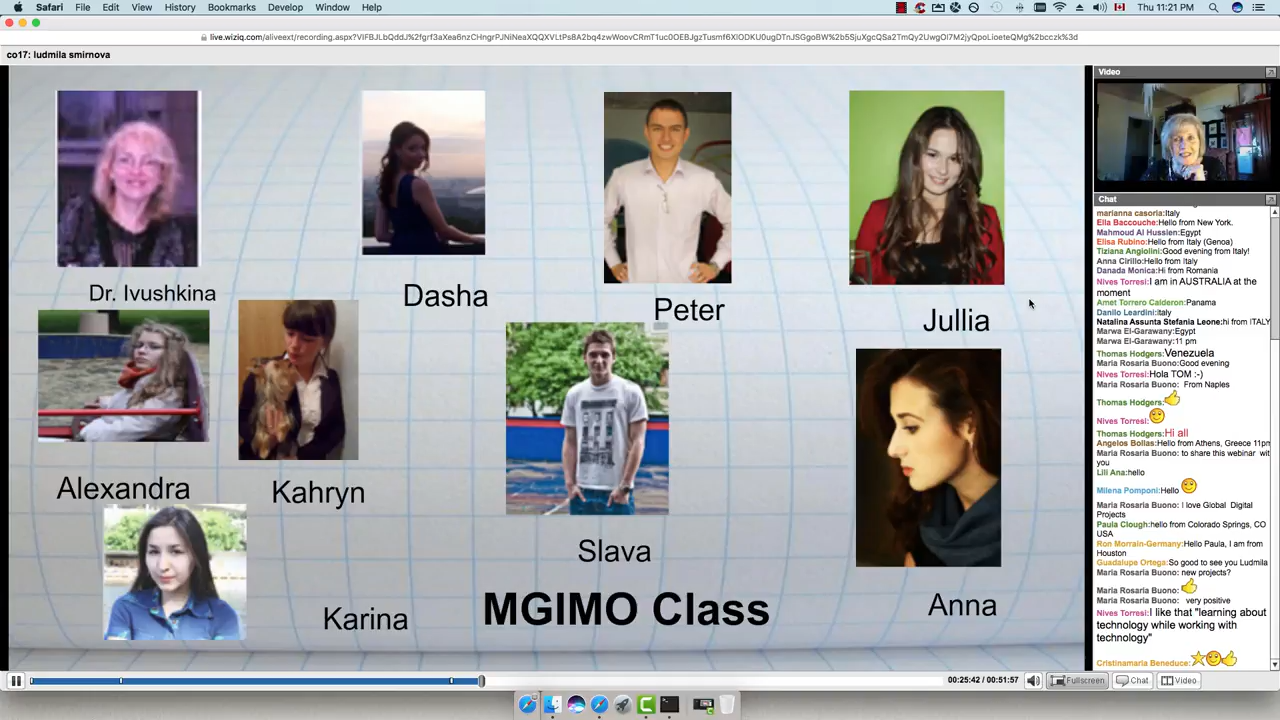 Safari File Edit View History Bookmarks Develop Window Help Thu 11:21 PM
co17: ludmila smirnova
Dr. Ivushkina
Dasha
Peter
Jullia
Alexandra
Kahryn
Slava
Anna
Karina
MGIMO Class
Video
Chat
marianna casoria:Italy
Ella Baccouche:Hello from New York.
Mahmoud Al Hussien:Egypt
Elisa Rubino:Hello from Italy (Genoa)
Tiziana Angiolini:Good evening from Italy!
Anna Cirillo:Hello from Italy
Danada Monica:Hi from Romania
Nives Torresi:I am in AUSTRALIA at the
moment
Amet Torrero Calderon:Panama
Danilo Leardini:Italy
Natalina Assunta Stefania Leone:hi from ITALY
Marwa El-Garawany:Egypt
Marwa El-Garawany:11 pm
Thomas Hodgers:Venezuela
Maria Rosaria Buono:Good evening
Nives Torresi:Hola TOM :-)
Maria Rosaria Buono: From Naples
Thomas Hodgers:
Nives Torresi:
Thomas Hodgers:Hi all
Angelos Bollas:Hello from Athens, Greece 11pm
Maria Rosaria Buono: to share this webinar wit
you
Lili Ana:hello
Milena Pomponi:Hello
Maria Rosaria Buono: I love Global Digital
Projects
Paula Clough:hello from Colorado Springs, CO
USA
Ron Morrain-Germany:Hello Paula, I am from
Houston
Guadalupe Ortega:So good to see you Ludmila
Maria Rosaria Buono: new projects?
Maria Rosaria Buono:
Maria Rosaria Buono: very positive
Nives Torresi:I like that "learning about
technology while working with
technology"
Cristinamaria Beneduce:
00:25:42 / 00:51:57 Fullscreen Chat Video